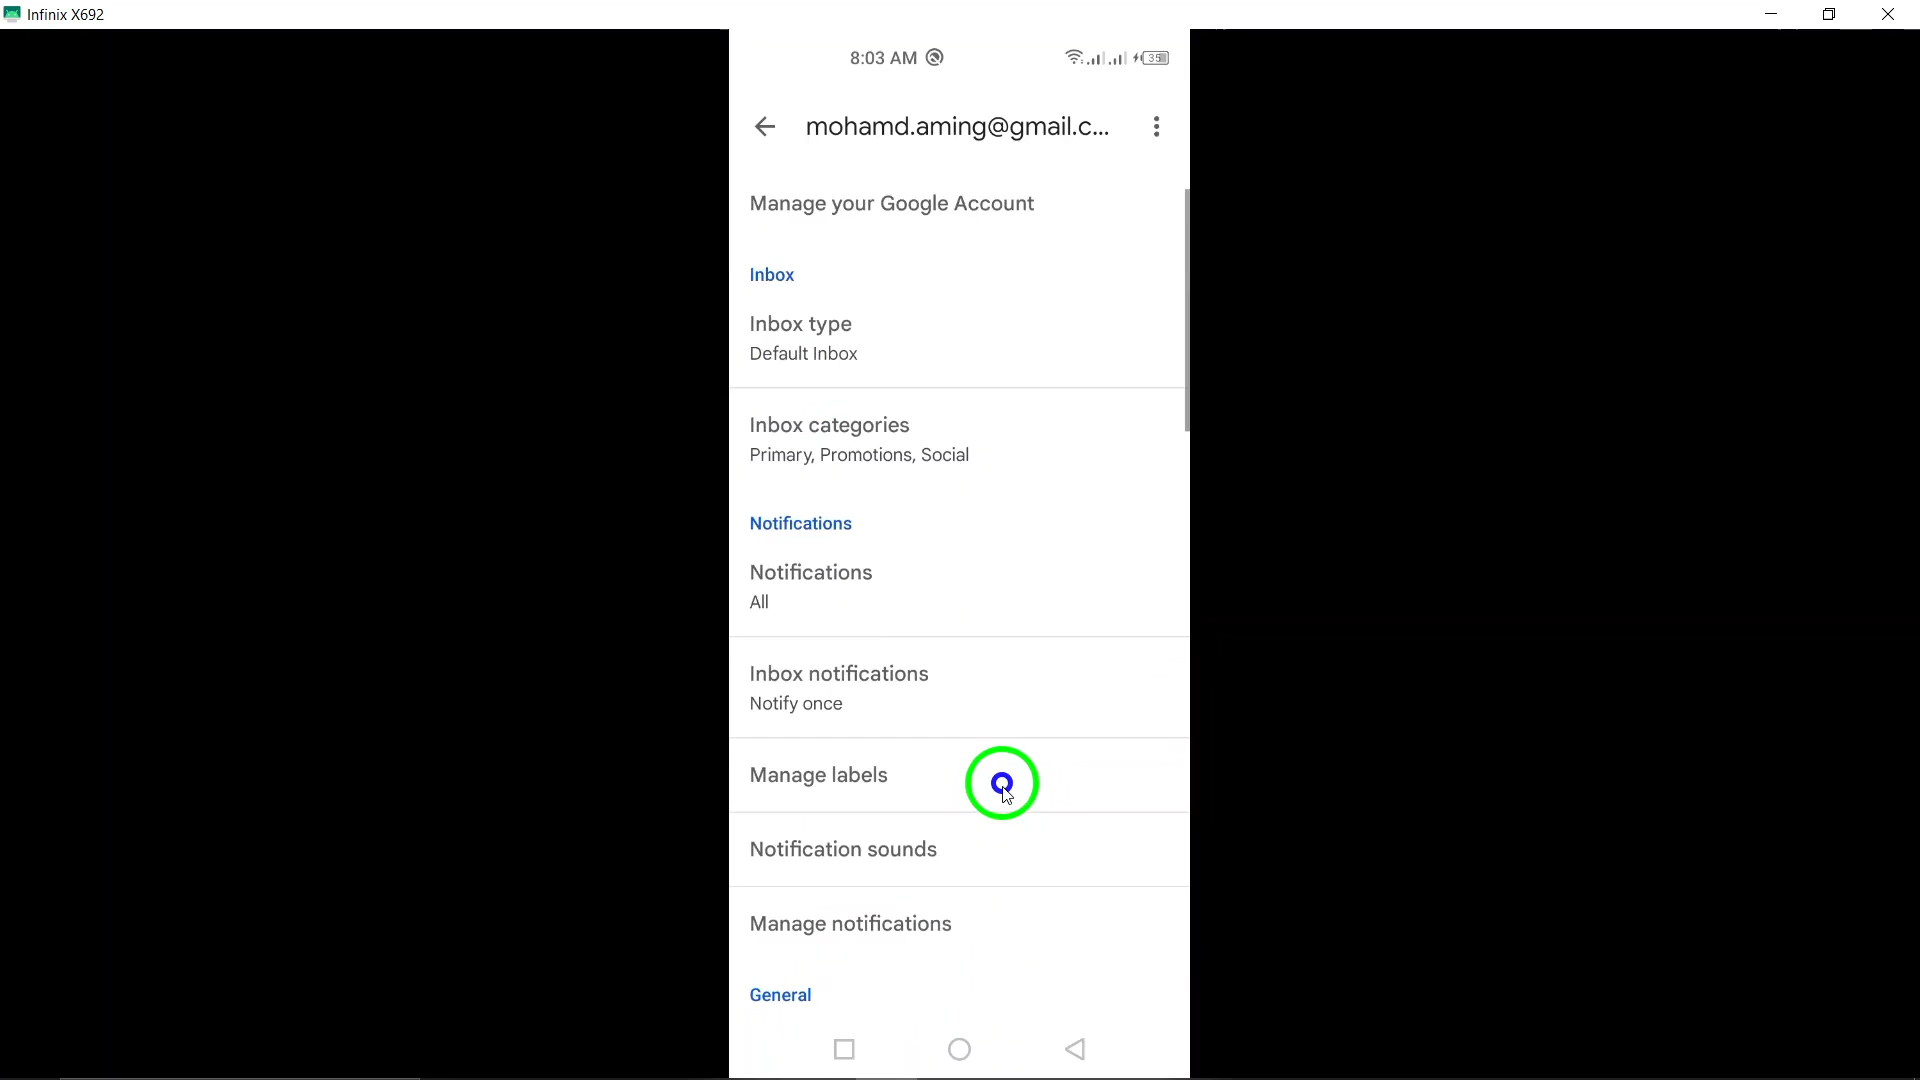 Infinix X692
8:03 AM
35
mohamd.aming@gmail.c...
Manage your Google Account
Inbox
Inbox type
Default Inbox
Inbox categories
Primary, Promotions, Social
Notifications
Notifications
All
Inbox notifications
Notify once
Manage labels
Notification sounds
Manage notifications
General